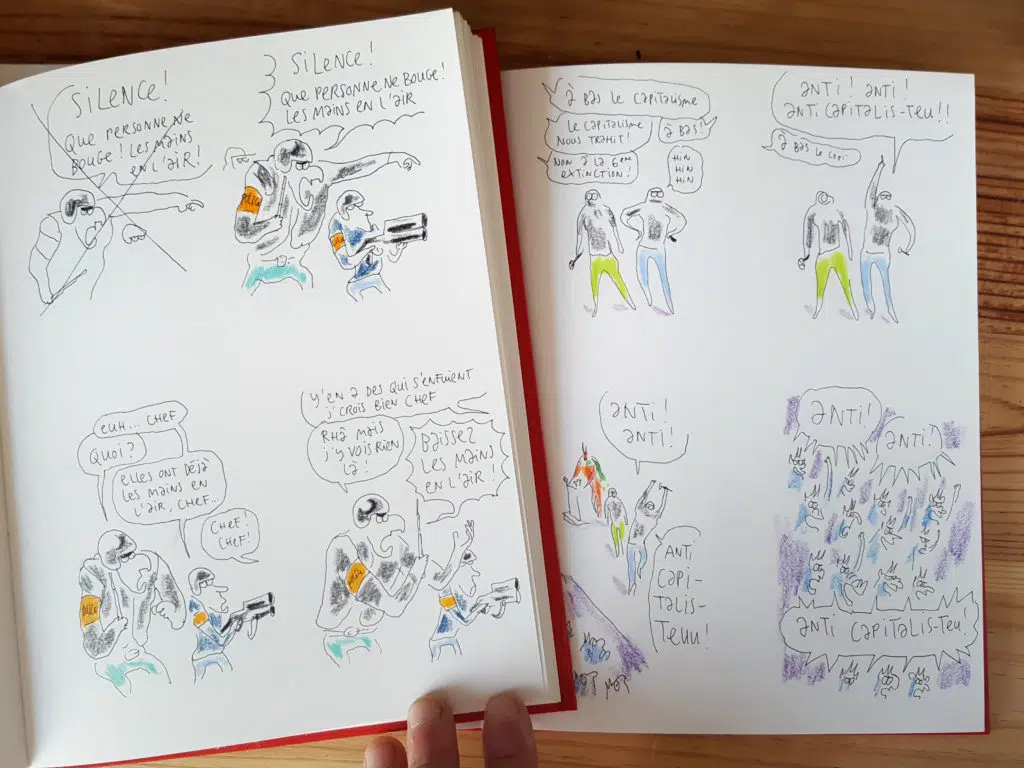 SILENCE!
QUE PERSONNE NE
BOUGE! LES MAINS
EN L'AIR!
SILENCE!
QUE PERSONNE NE BOUGE!
LES MAINS EN L'AIR
POLICE
EUH... CHEF
QUOI?
ELLES ONT DÉJÀ
LES MAINS EN
L'AIR, CHEF...
CHEF!
CHEF!
POLICE
Y'EN A DES QUI S'ENFUIENT
J'CROIS BIEN CHEF
RHÂ MAIS
J'Y VOIS RIEN
LÀ!
BAISSEZ
LES MAINS
EN L'AIR!
POLICE
À BAS LE CAPITALISME
LE CAPITALISME
NOUS TRAHIT!
À BAS!
NON À LA 6ème
EXTINCTION!
HIN
HIN
HIN
ANTI! ANTI!
ANTI CAPITALIS-TEU!!
À BAS LE CAPI
ANTI!
ANTI!
ANTI
CAPI-
TALIS-
TEUU!
ANTI!
ANTI!
ANTI CAPITALIS-TEU!